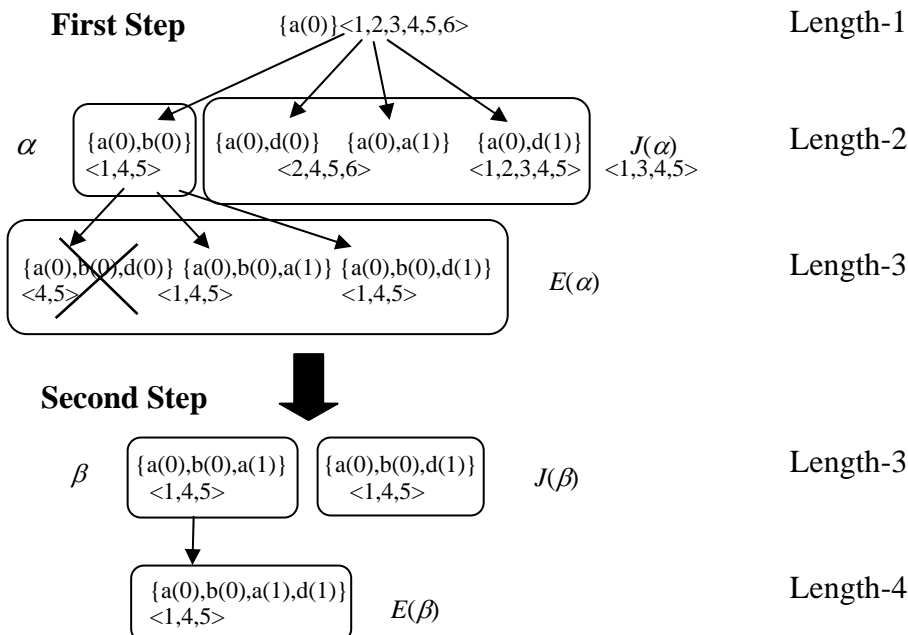 First Step {a(0)}<1,2,3,4,5,6> Length-1
α {a(0),b(0)} {a(0),d(0)} {a(0),a(1)} {a(0),d(1)} J(α) Length-2
<1,4,5> <2,4,5,6> <1,2,3,4,5> <1,3,4,5>
{a(0),b(0),d(0)} {a(0),b(0),a(1)} {a(0),b(0),d(1)} E(α) Length-3
<4,5> <1,4,5> <1,4,5>
Second Step
β {a(0),b(0),a(1)} {a(0),b(0),d(1)} J(β) Length-3
<1,4,5> <1,4,5>
{a(0),b(0),a(1),d(1)} E(β) Length-4
<1,4,5>